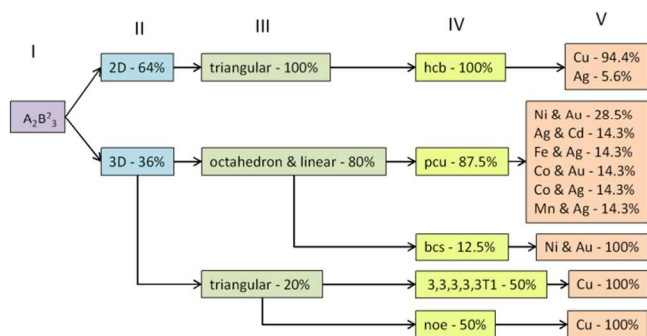 I
II
III
IV
V
A₂B²₃
2D - 64%
triangular - 100%
hcb - 100%
Cu - 94.4%
Ag - 5.6%
3D - 36%
octahedron & linear - 80%
pcu - 87.5%
Ni & Au - 28.5%
Ag & Cd - 14.3%
Fe & Ag - 14.3%
Co & Au - 14.3%
Co & Ag - 14.3%
Mn & Ag - 14.3%
bcs - 12.5%
Ni & Au - 100%
triangular - 20%
3,3,3,3,3T1 - 50%
Cu - 100%
noe - 50%
Cu - 100%